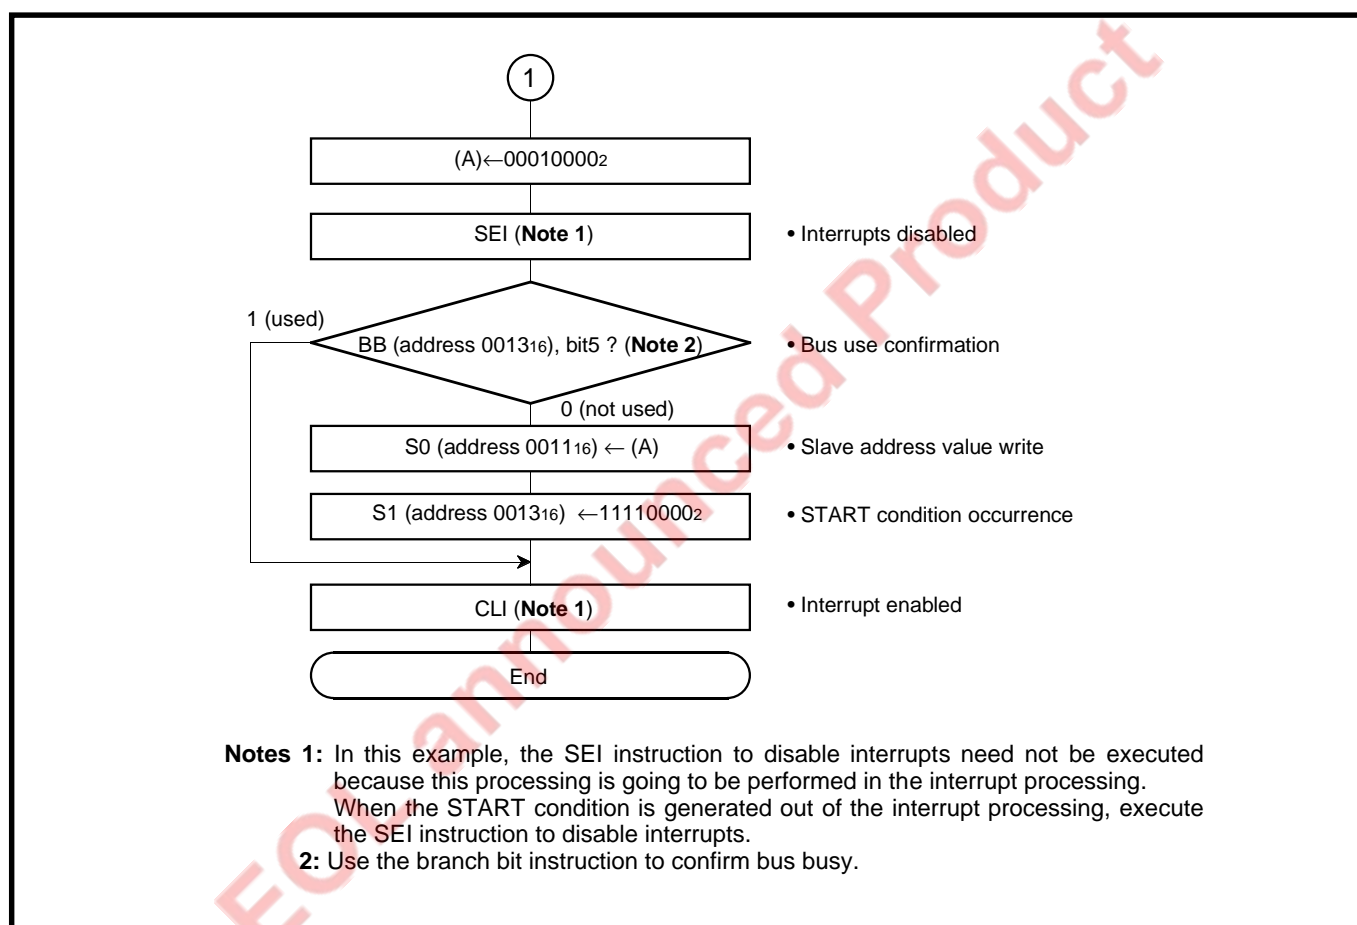 1
(A)←00010000₂
SEI (Note 1)
• Interrupts disabled
1 (used)
BB (address 0013₁₆), bit5 ? (Note 2)
• Bus use confirmation
0 (not used)
S0 (address 0011₁₆) ← (A)
• Slave address value write
S1 (address 0013₁₆) ←11110000₂
• START condition occurrence
CLI (Note 1)
• Interrupt enabled
End
Notes 1: In this example, the SEI instruction to disable interrupts need not be executed
because this processing is going to be performed in the interrupt processing.
When the START condition is generated out of the interrupt processing, execute
the SEI instruction to disable interrupts.
2: Use the branch bit instruction to confirm bus busy.
EOL announced Product